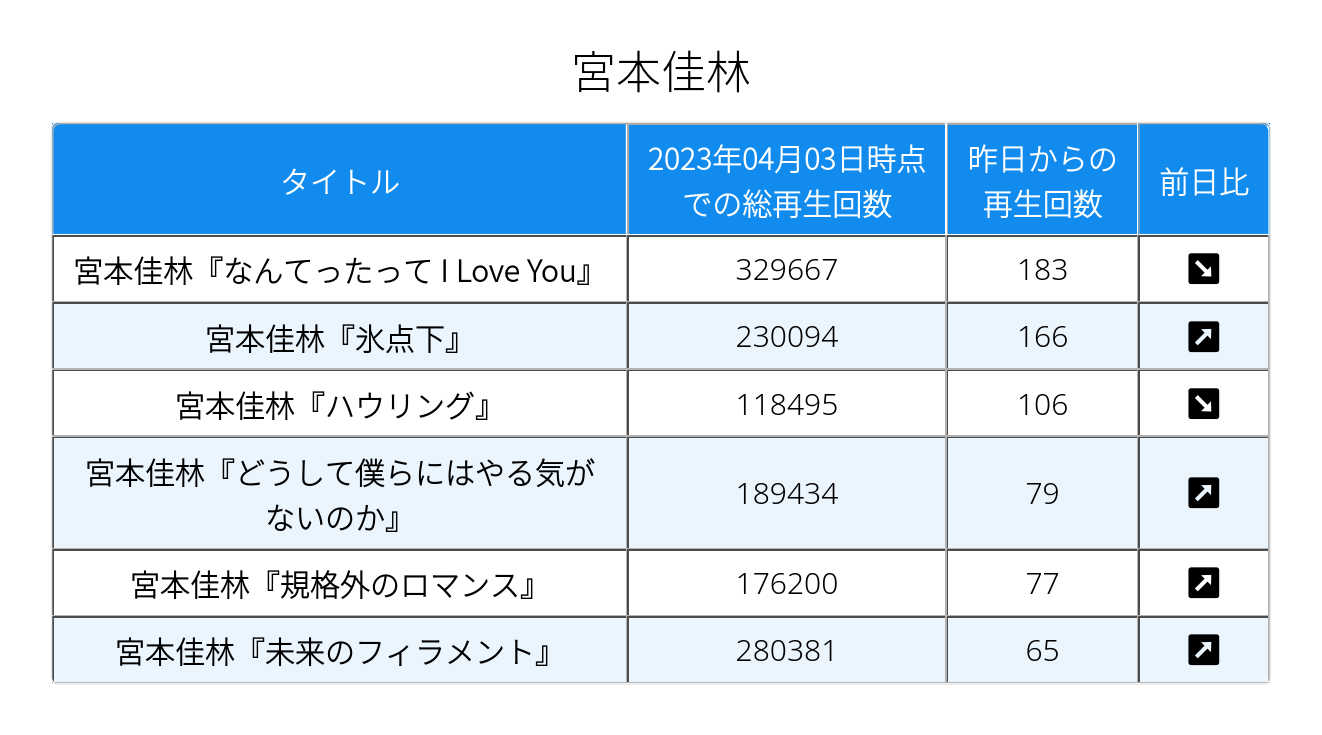 宮本佳林
タイトル
2023年04月03日時点
での総再生回数
昨日からの
再生回数
前日比
宮本佳林『なんてったって I Love You』
329667
183
↘
宮本佳林『氷点下』
230094
166
↗
宮本佳林『ハウリング』
118495
106
↘
宮本佳林『どうして僕らにはやる気が
ないのか』
189434
79
↗
宮本佳林『規格外のロマンス』
176200
77
↗
宮本佳林『未来のフィラメント』
280381
65
↗